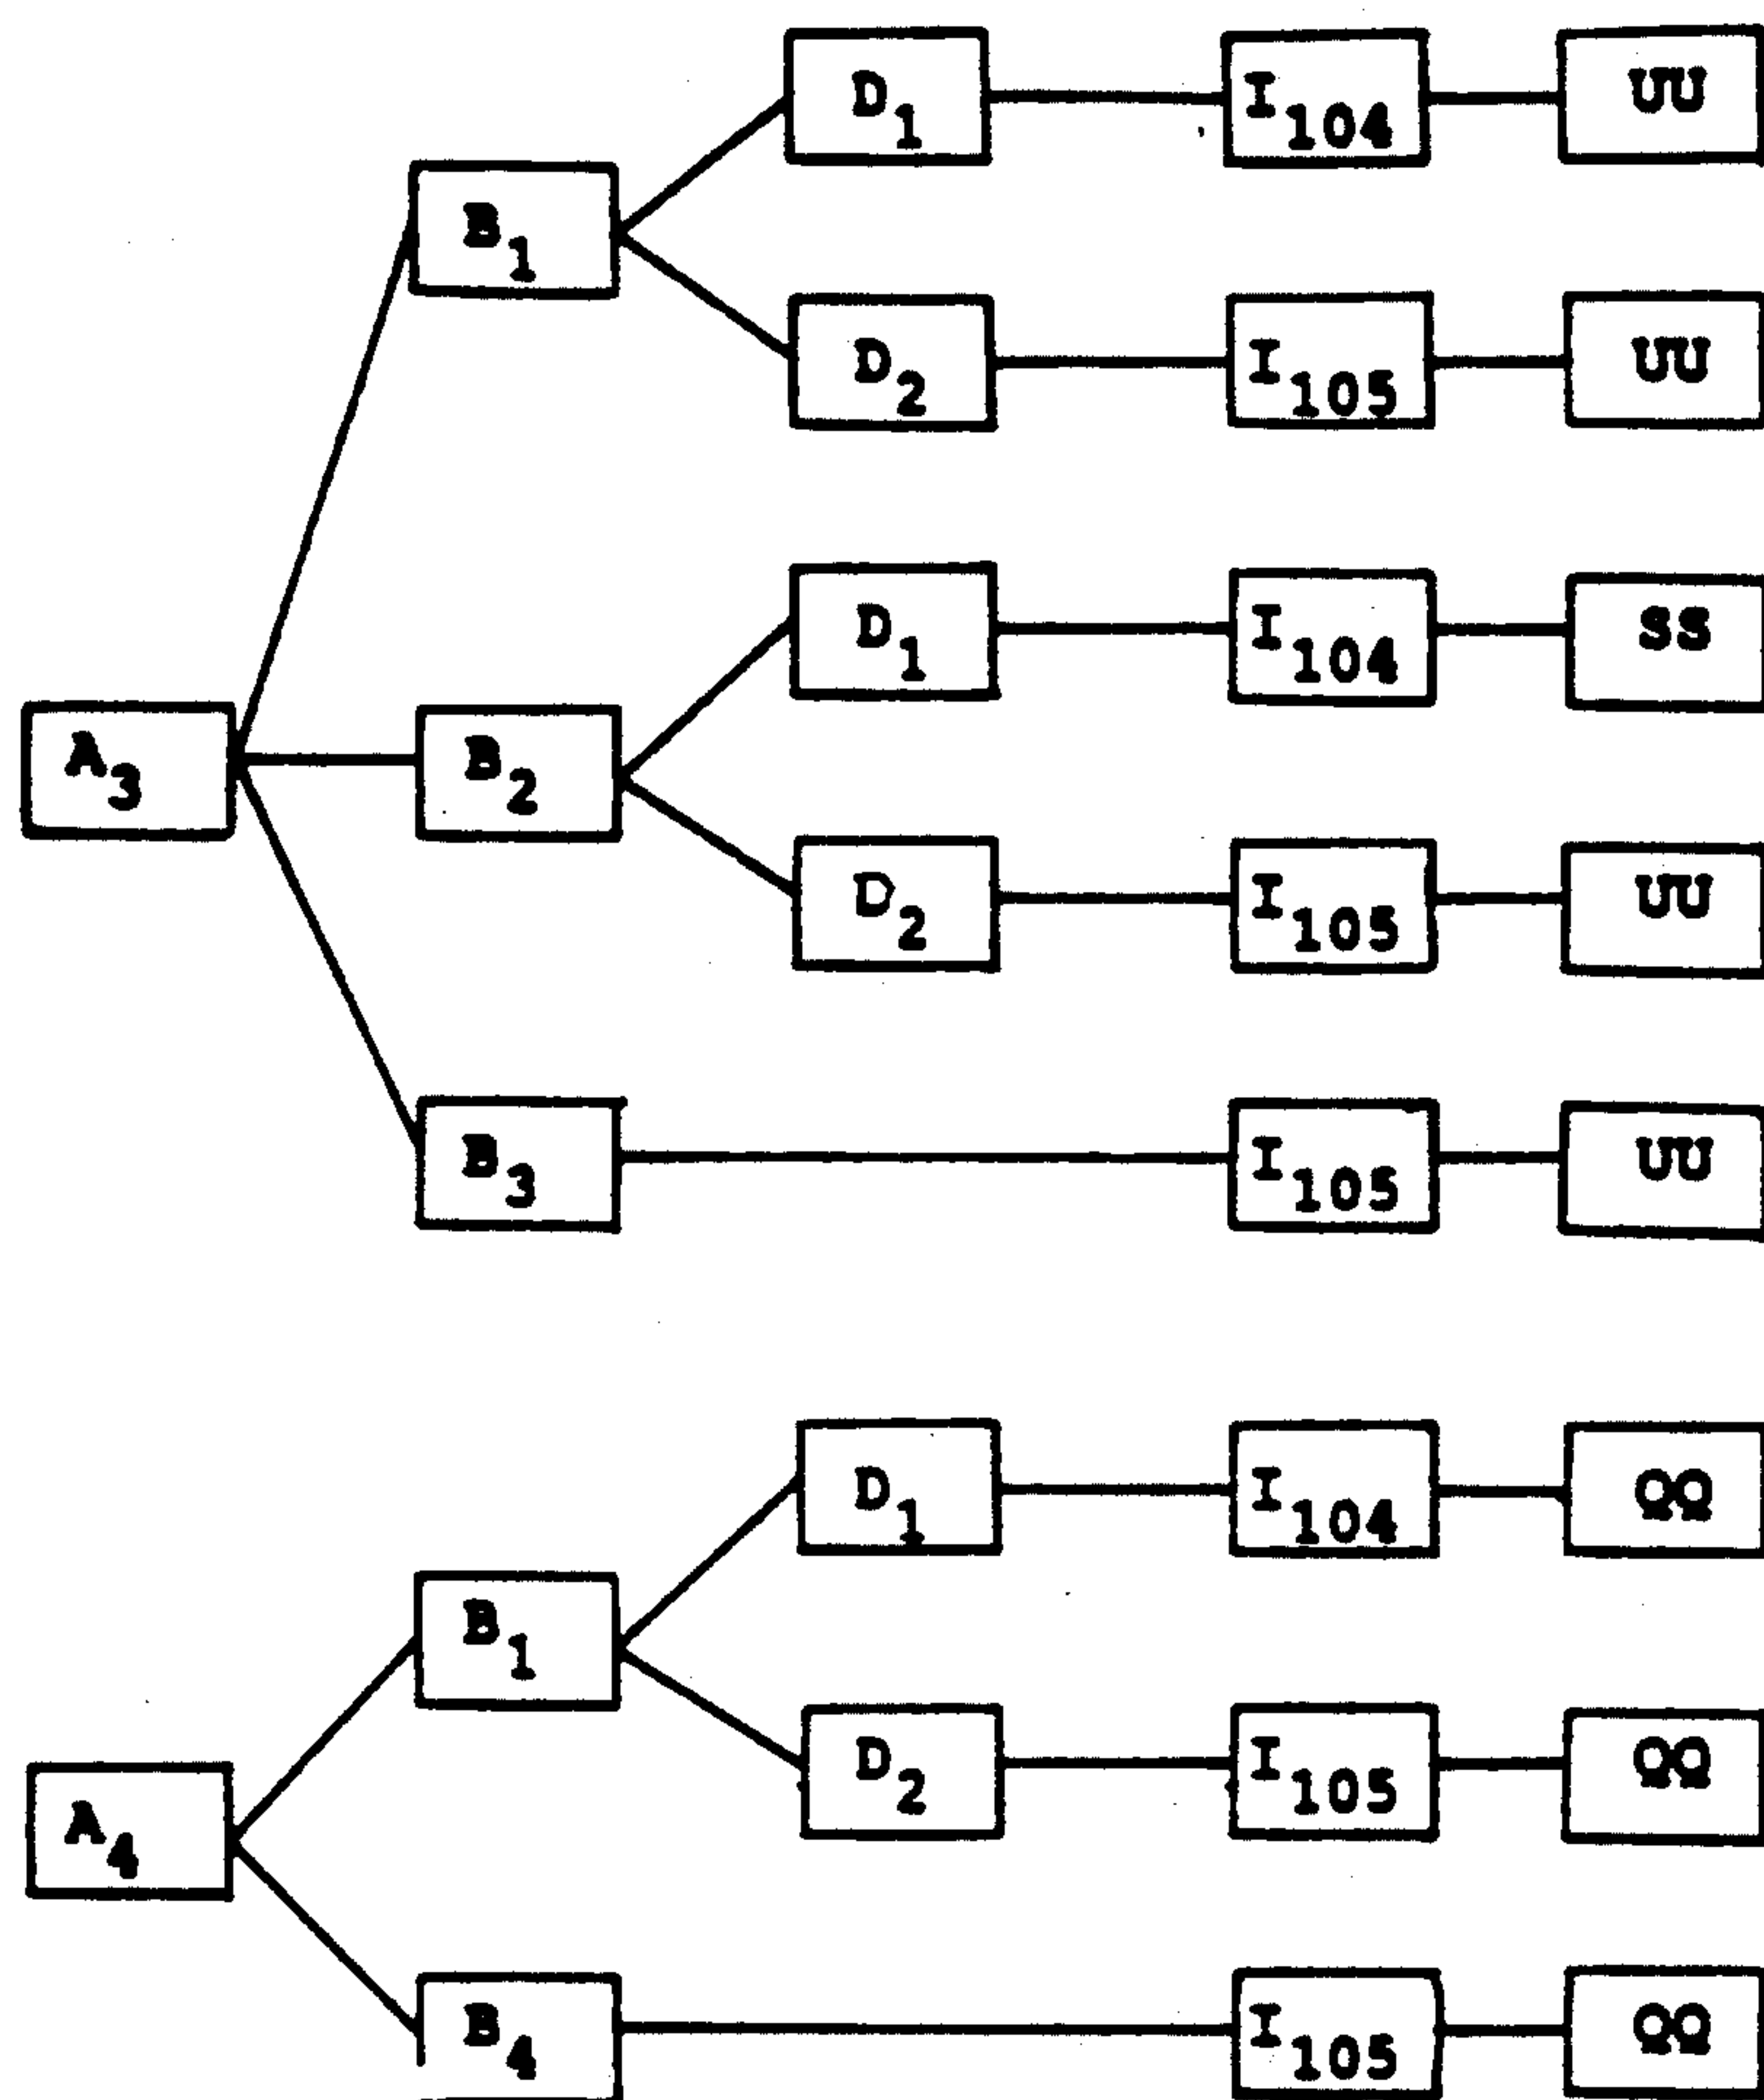 D1 I104 UU
B1
D2 I105 UU
D1 I104 SS
A3 B2
D2 I105 UU
B3 I105 UU
D1 I104 QQ
B1
D2 I105 QQ
A4
B4 I105 QQ